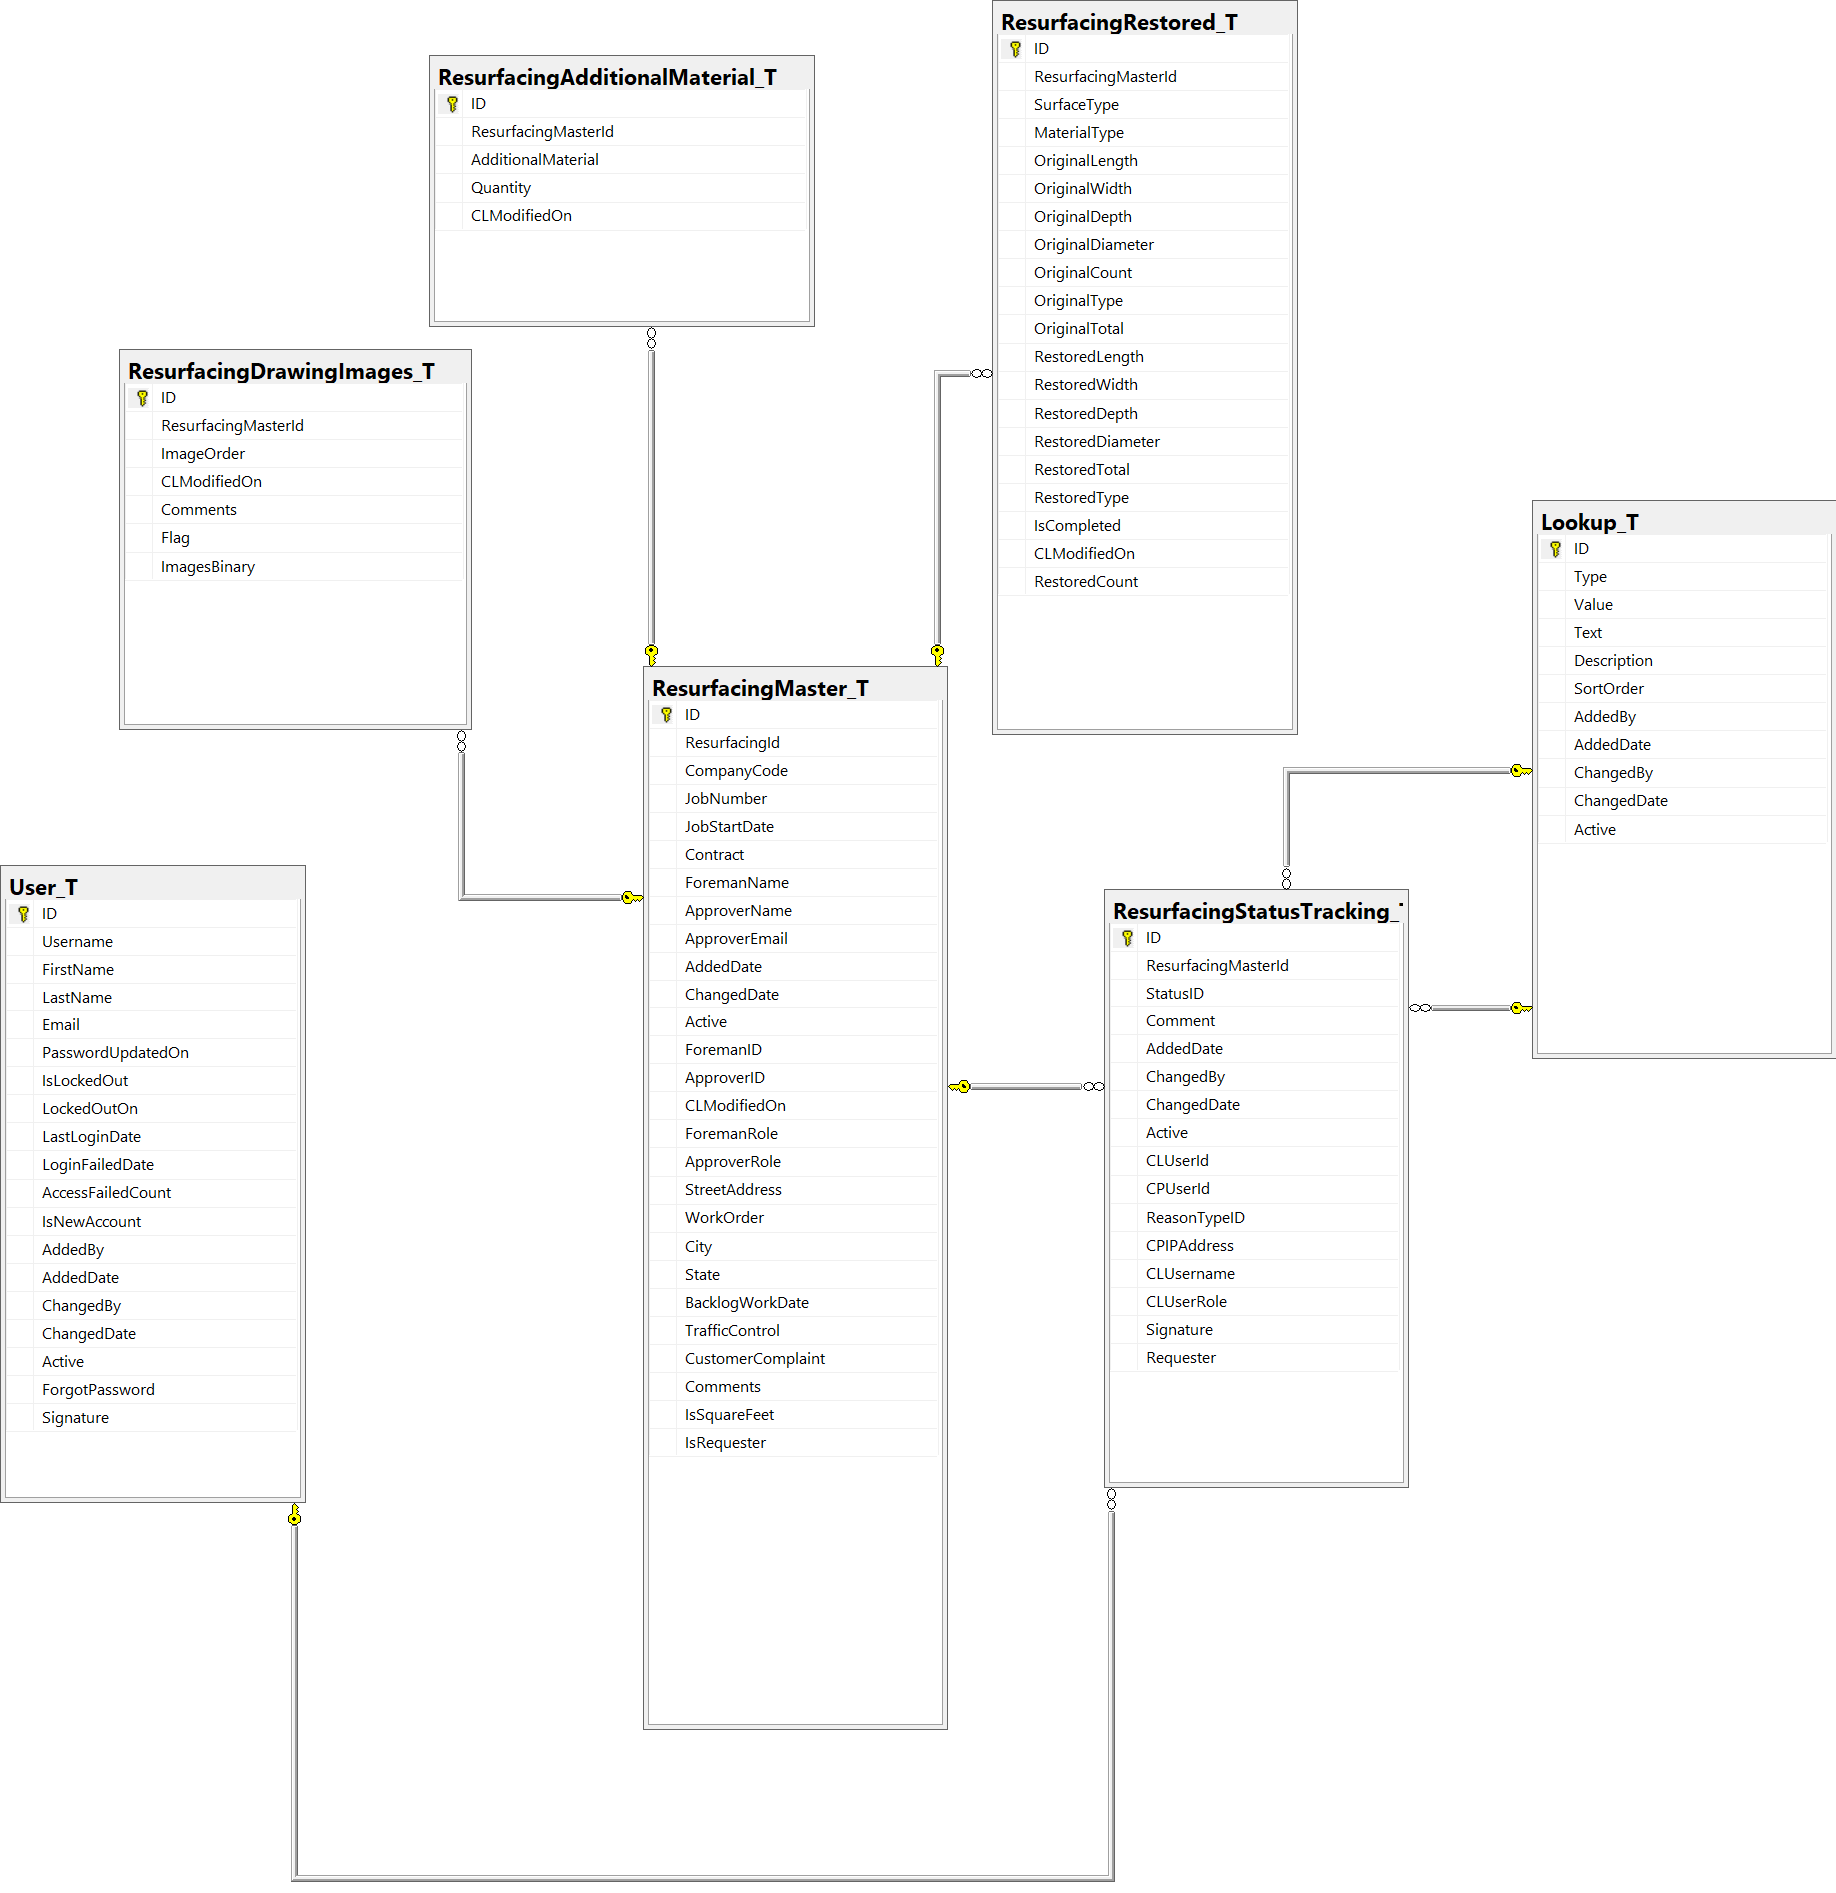 ResurfacingRestored_T
ID
ResurfacingMasterId
SurfaceType
MaterialType
OriginalLength
OriginalWidth
OriginalDepth
OriginalDiameter
OriginalCount
OriginalType
OriginalTotal
RestoredLength
RestoredWidth
RestoredDepth
RestoredDiameter
RestoredTotal
RestoredType
IsCompleted
CLModifiedOn
RestoredCount
ResurfacingAdditionalMaterial_T
ID
ResurfacingMasterId
AdditionalMaterial
Quantity
CLModifiedOn
ResurfacingDrawingImages_T
ID
ResurfacingMasterId
ImageOrder
CLModifiedOn
Comments
Flag
ImagesBinary
Lookup_T
ID
Type
Value
Text
Description
SortOrder
AddedBy
AddedDate
ChangedBy
ChangedDate
Active
ResurfacingMaster_T
ID
ResurfacingId
CompanyCode
JobNumber
JobStartDate
Contract
ForemanName
ApproverName
ApproverEmail
AddedDate
ChangedDate
Active
ForemanID
ApproverID
CLModifiedOn
ForemanRole
ApproverRole
StreetAddress
WorkOrder
City
State
BacklogWorkDate
TrafficControl
CustomerComplaint
Comments
IsSquareFeet
IsRequester
User_T
ID
Username
FirstName
LastName
Email
PasswordUpdatedOn
IsLockedOut
LockedOutOn
LastLoginDate
LoginFailedDate
AccessFailedCount
IsNewAccount
AddedBy
AddedDate
ChangedBy
ChangedDate
Active
ForgotPassword
Signature
ResurfacingStatusTracking_
ID
ResurfacingMasterId
StatusID
Comment
AddedDate
ChangedBy
ChangedDate
Active
CLUserId
CPUserId
ReasonTypeID
CPIPAddress
CLUsername
CLUserRole
Signature
Requester